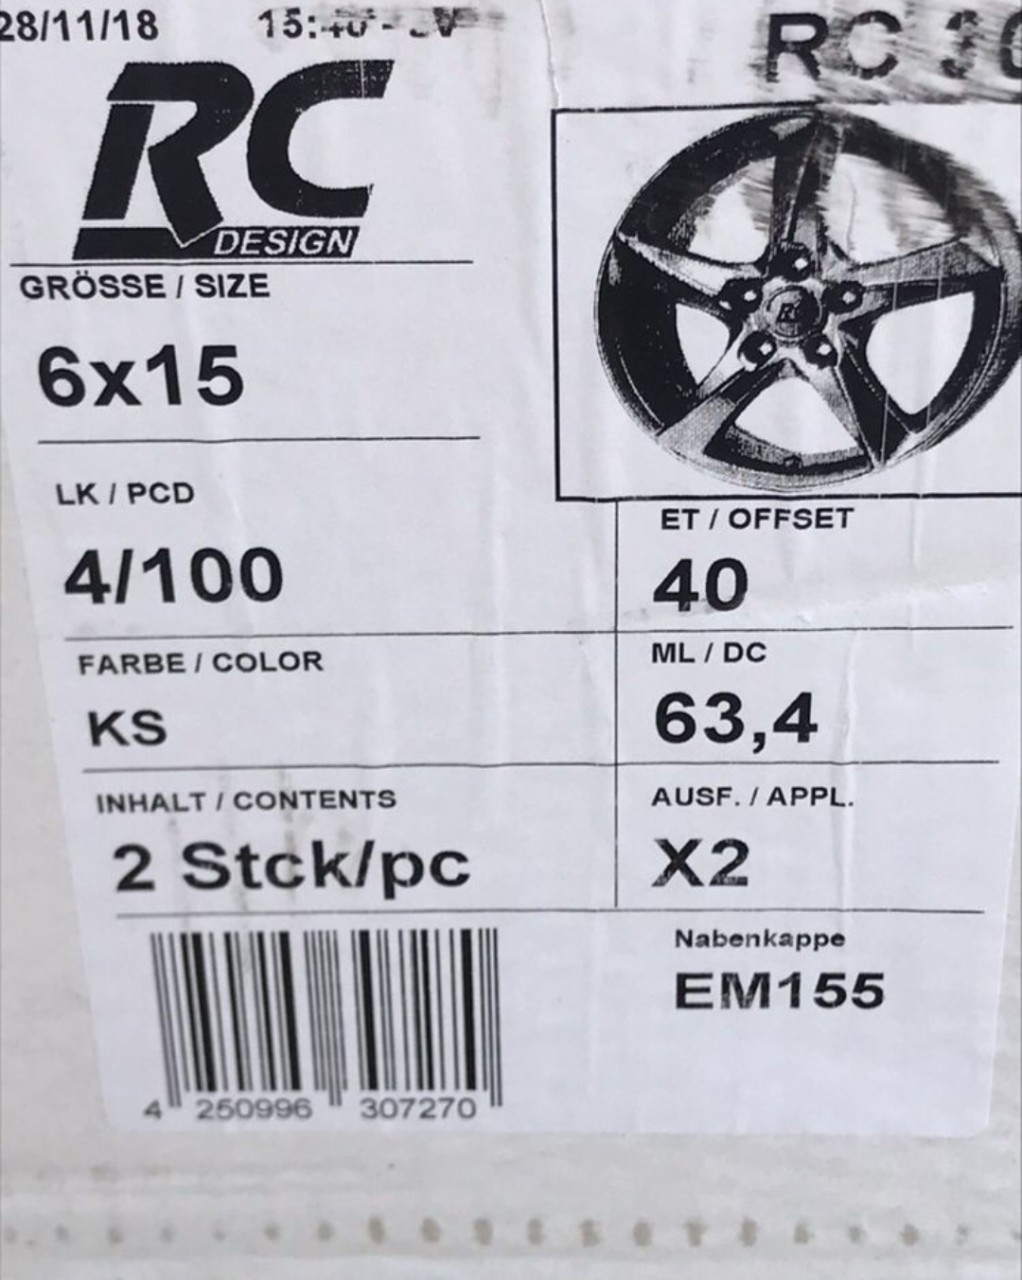 28/11/18
RC
RC
DESIGN
GRÖSSE / SIZE
6x15
LK / PCD
4/100
ET / OFFSET
40
FARBE / COLOR
KS
ML / DC
63,4
INHALT / CONTENTS
2 Stck/pc
AUSF. / APPL.
X2
Nabenkappe
EM155
4 250996 307270